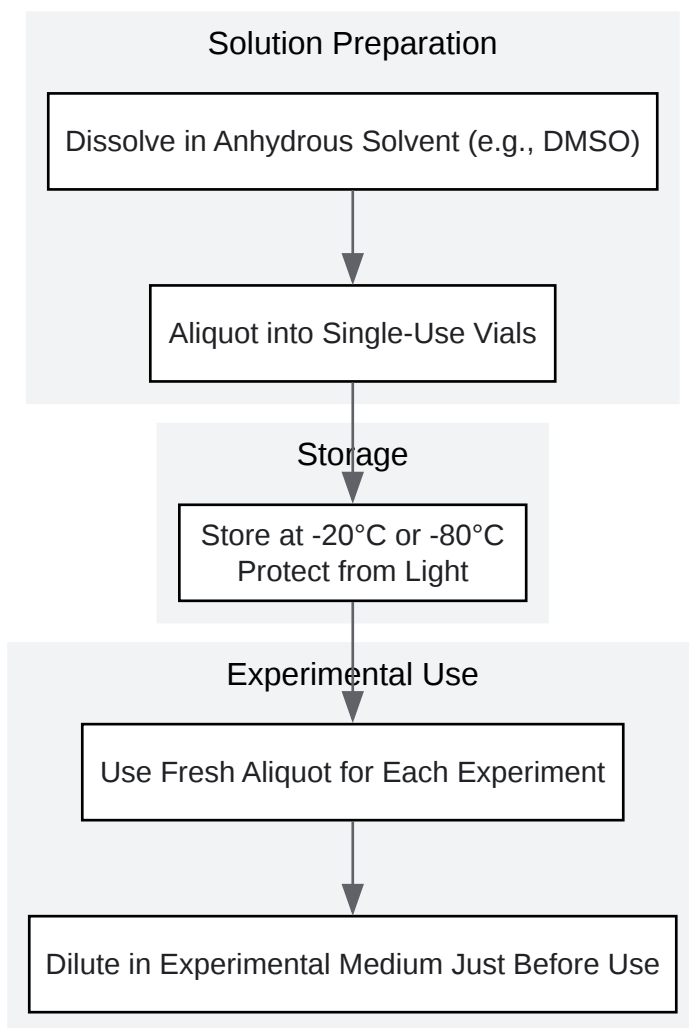 Solution Preparation
Dissolve in Anhydrous Solvent (e.g., DMSO)
Aliquot into Single-Use Vials
Storage
Store at -20°C or -80°C
Protect from Light
Experimental Use
Use Fresh Aliquot for Each Experiment
Dilute in Experimental Medium Just Before Use